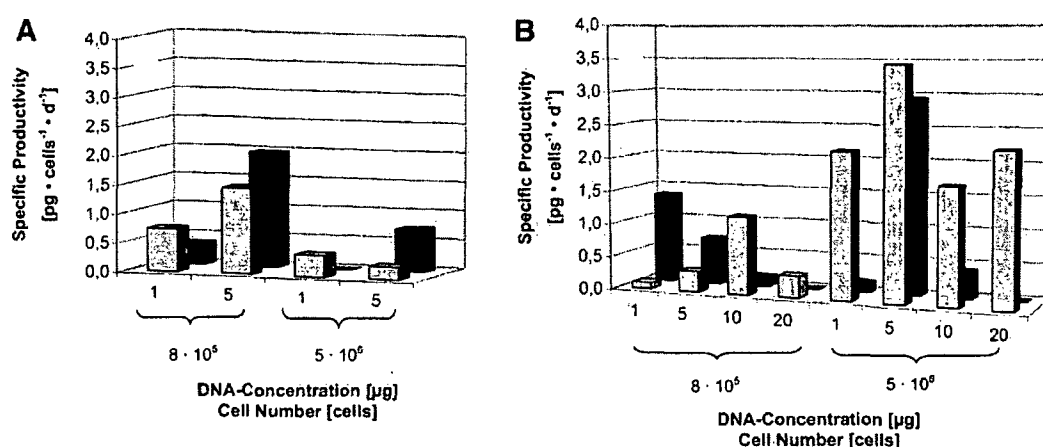 A
Specific Productivity
[pg · cells⁻¹ · d⁻¹]
4,0
3,5
3,0
2,5
2,0
1,5
1,0
0,5
0,0
1
5
1
5
8 · 10⁵
5 · 10⁶
DNA-Concentration [µg]
Cell Number [cells]
B
Specific Productivity
[pg · cells⁻¹ · d⁻¹]
4,0
3,5
3,0
2,5
2,0
1,5
1,0
0,5
0,0
1
5
10
20
1
5
10
20
8 · 10⁵
5 · 10⁶
DNA-Concentration [µg]
Cell Number [cells]